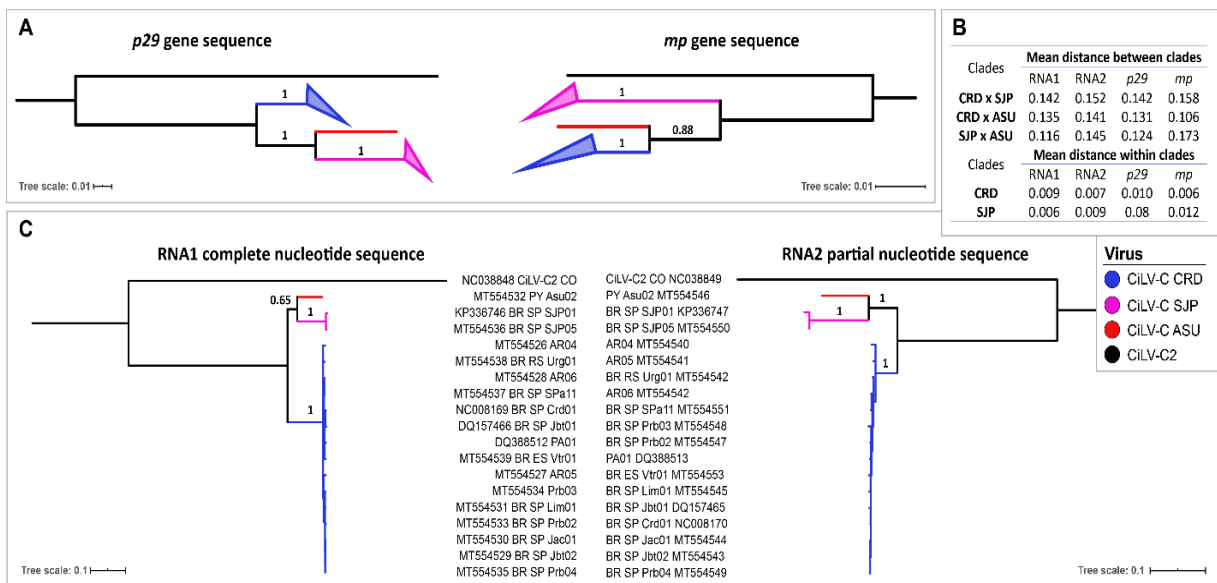 A
p29 gene sequence
mp gene sequence
1
1
1
1
0.88
1
Tree scale: 0.01
Tree scale: 0.01
B
Clades
Mean distance between clades
RNA1 RNA2 p29 mp
CRD x SJP 0.142 0.152 0.142 0.158
CRD x ASU 0.135 0.141 0.131 0.106
SJP x ASU 0.116 0.145 0.124 0.173
Clades
Mean distance within clades
RNA1 RNA2 p29 mp
CRD 0.009 0.007 0.010 0.006
SJP 0.006 0.009 0.08 0.012
C
RNA1 complete nucleotide sequence
RNA2 partial nucleotide sequence
NC038848 CiLV-C2 CO
MT554532 PY Asu02
KP336746 BR SP SJP01
MT554536 BR SP SJP05
MT554526 AR04
MT554538 BR RS Urg01
MT554528 AR06
MT554537 BR SP SPa11
NC008169 BR SP Crd01
DQ157466 BR SP Jbt01
DQ388512 PA01
MT554539 BR ES Vtr01
MT554527 AR05
MT554534 Prb03
MT554531 BR SP Lim01
MT554533 BR SP Prb02
MT554530 BR SP Jac01
MT554529 BR SP Jbt02
MT554535 BR SP Prb04
0.65
1
1
Tree scale: 0.1
CiLV-C2 CO NC038849
PY Asu02 MT554546
BR SP SJP01 KP336747
BR SP SJP05 MT554550
AR04 MT554540
AR05 MT554541
BR RS Urg01 MT554542
AR06 MT554542
BR SP SPa11 MT554551
BR SP Prb03 MT554548
BR SP Prb02 MT554547
PA01 DQ388513
BR ES Vtr01 MT554553
BR SP Lim01 MT554545
BR SP Jbt01 DQ157465
BR SP Crd01 NC008170
BR SP Jac01 MT554544
BR SP Jbt02 MT554543
BR SP Prb04 MT554549
1
1
1
Tree scale: 0.1
Virus
CiLV-C CRD
CiLV-C SJP
CiLV-C ASU
CiLV-C2